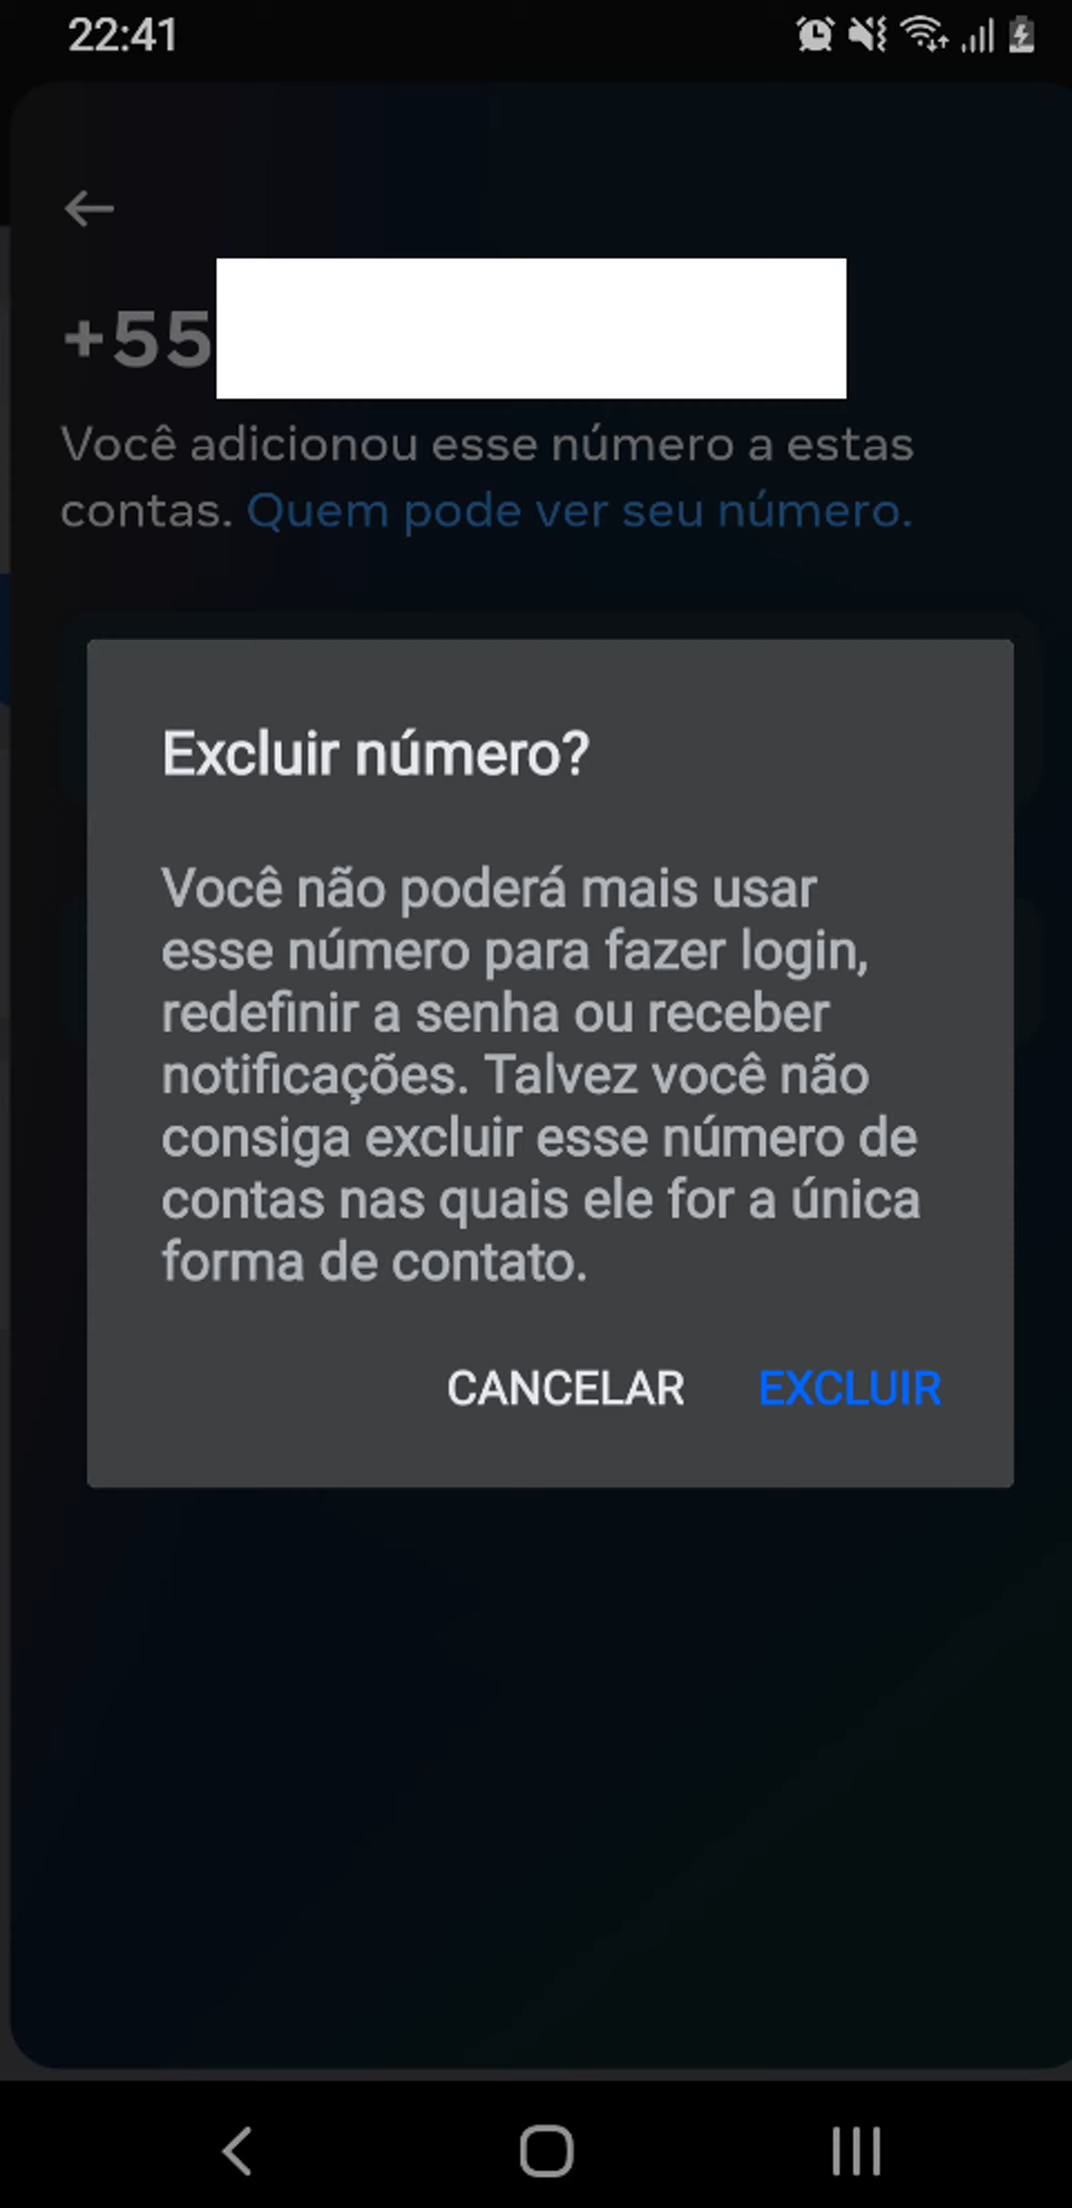 22:41
+55
Você adicionou esse número a estas
contas. Quem pode ver seu número.
Excluir número?
Você não poderá mais usar
esse número para fazer login,
redefinir a senha ou receber
notificações. Talvez você não
consiga excluir esse número de
contas nas quais ele for a única
forma de contato.
CANCELAR EXCLUIR